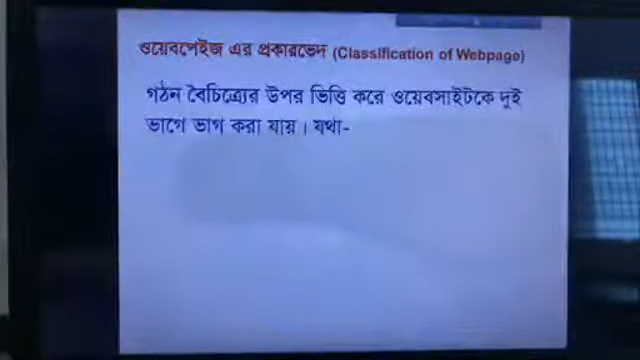 ওয়েবপেইজ এর প্রকারভেদ (Classification of Webpage)
গঠন বৈচিত্র্যের উপর ভিত্তি করে ওয়েবসাইটকে দুই
ভাগে ভাগ করা যায়। যথা-